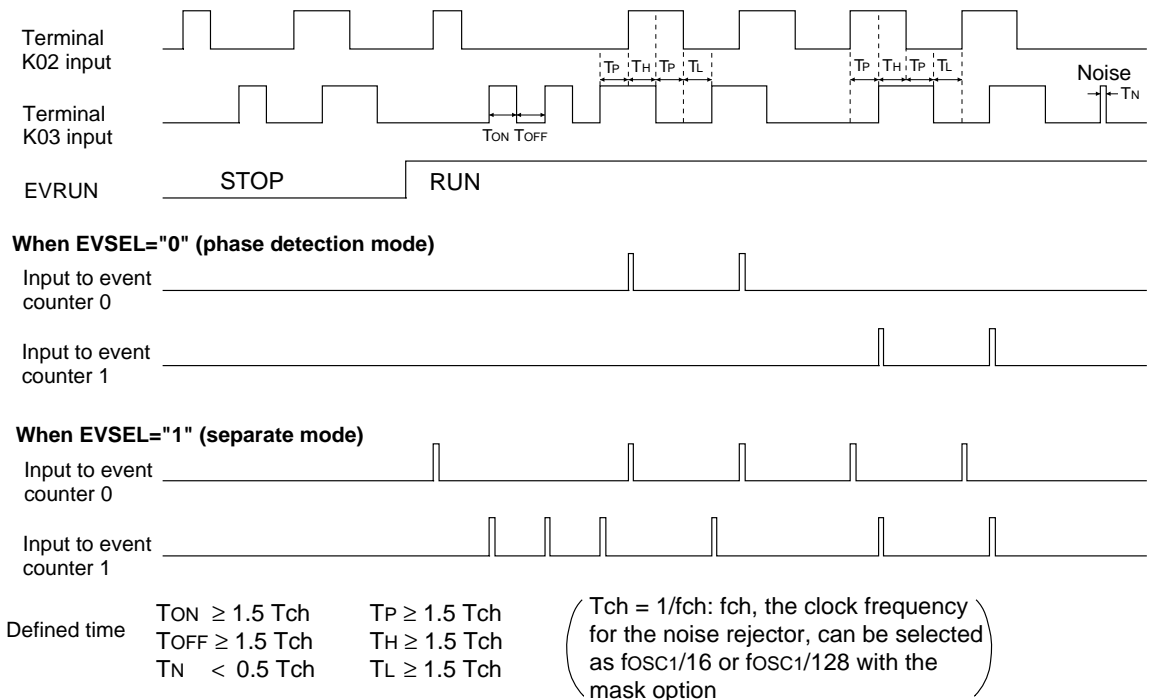 Terminal
K02 input
TP TH TP TL TP TH TP TL
Noise
TN
Terminal
K03 input
TON TOFF
EVRUN STOP RUN
When EVSEL="0" (phase detection mode)
Input to event
counter 0
Input to event
counter 1
When EVSEL="1" (separate mode)
Input to event
counter 0
Input to event
counter 1
Defined time
TON ≥ 1.5 Tch TP ≥ 1.5 Tch
TOFF ≥ 1.5 Tch TH ≥ 1.5 Tch
TN < 0.5 Tch TL ≥ 1.5 Tch
Tch = 1/fch: fch, the clock frequency
for the noise rejector, can be selected
as fOSC1/16 or fOSC1/128 with the
mask option